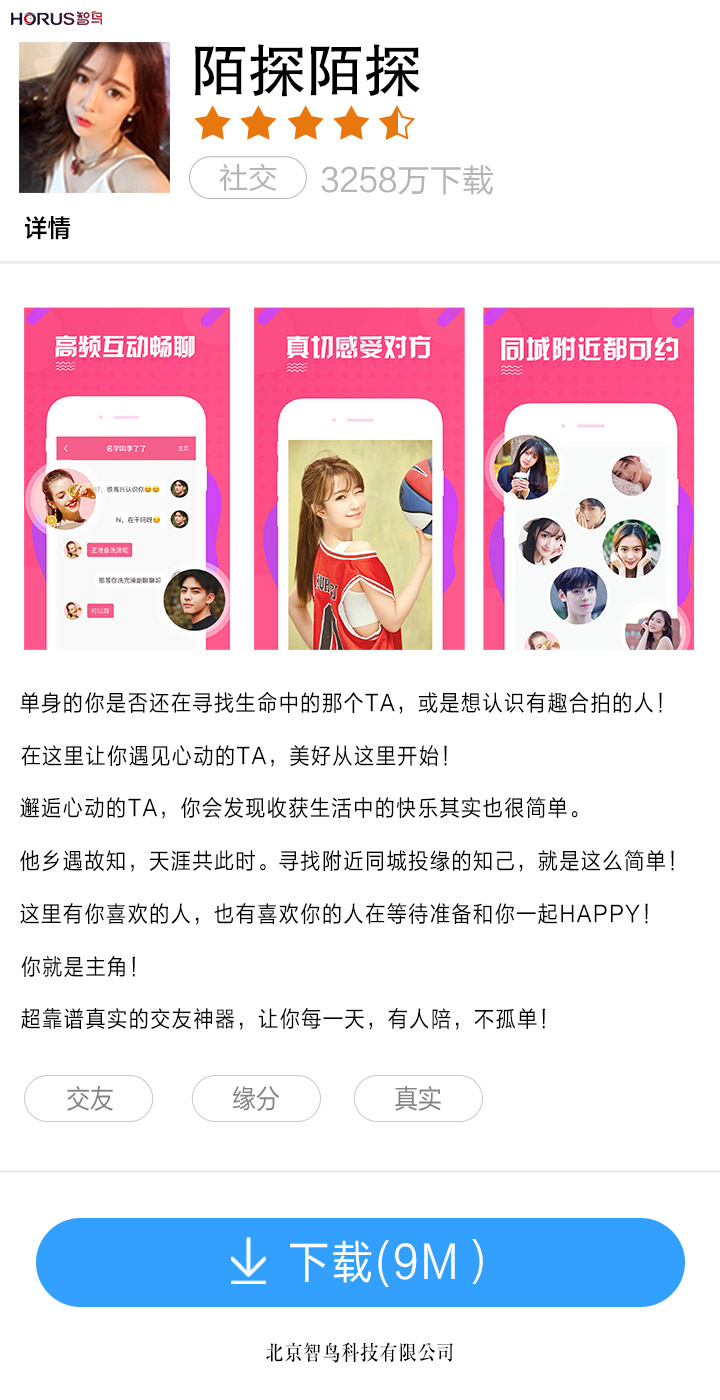 HORUS智鸟
陌探陌探
社交
3258万下载
详情
高频互动畅聊
真切感受对方
同城附近都可约
名字叫季了了
主页
很高兴认识你😊😊
hi，在干吗呀😊
正准备洗澡呢
那等你洗完澡能聊聊吗
可以呀
单身的你是否还在寻找生命中的那个TA，或是想认识有趣合拍的人！
在这里让你遇见心动的TA，美好从这里开始！
邂逅心动的TA，你会发现收获生活中的快乐其实也很简单。
他乡遇故知，天涯共此时。寻找附近同城投缘的知己，就是这么简单！
这里有你喜欢的人，也有喜欢你的人在等待准备和你一起HAPPY！
你就是主角！
超靠谱真实的交友神器，让你每一天，有人陪，不孤单！
交友
缘分
真实
下载(9M )
北京智鸟科技有限公司